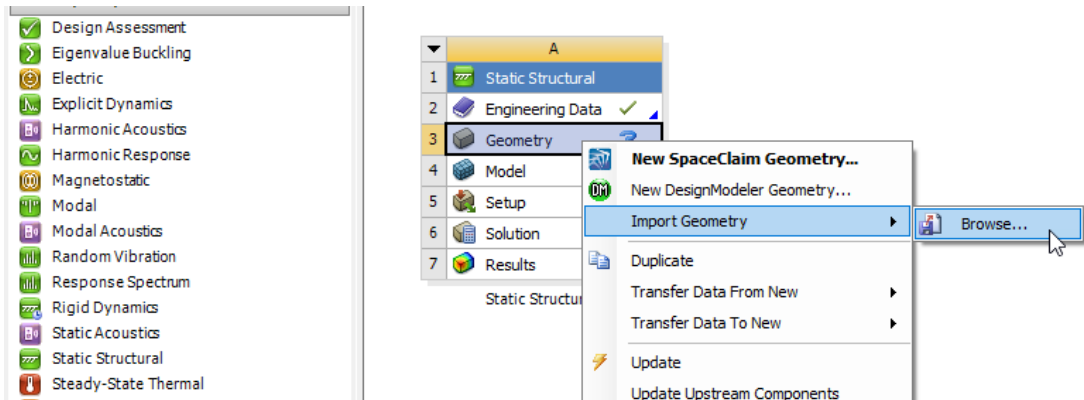 Design Assessment
Eigenvalue Buckling
Electric
Explicit Dynamics
Harmonic Acoustics
Harmonic Response
Magnetostatic
Modal
Modal Acoustics
Random Vibration
Response Spectrum
Rigid Dynamics
Static Acoustics
Static Structural
Steady-State Thermal
A
1 Static Structural
2 Engineering Data
3 Geometry ?
4 Model
5 Setup
6 Solution
7 Results
Static Structu
New SpaceClaim Geometry...
DM New DesignModeler Geometry...
Import Geometry
Browse...
Duplicate
Transfer Data From New
Transfer Data To New
Update
Update Upstream Components